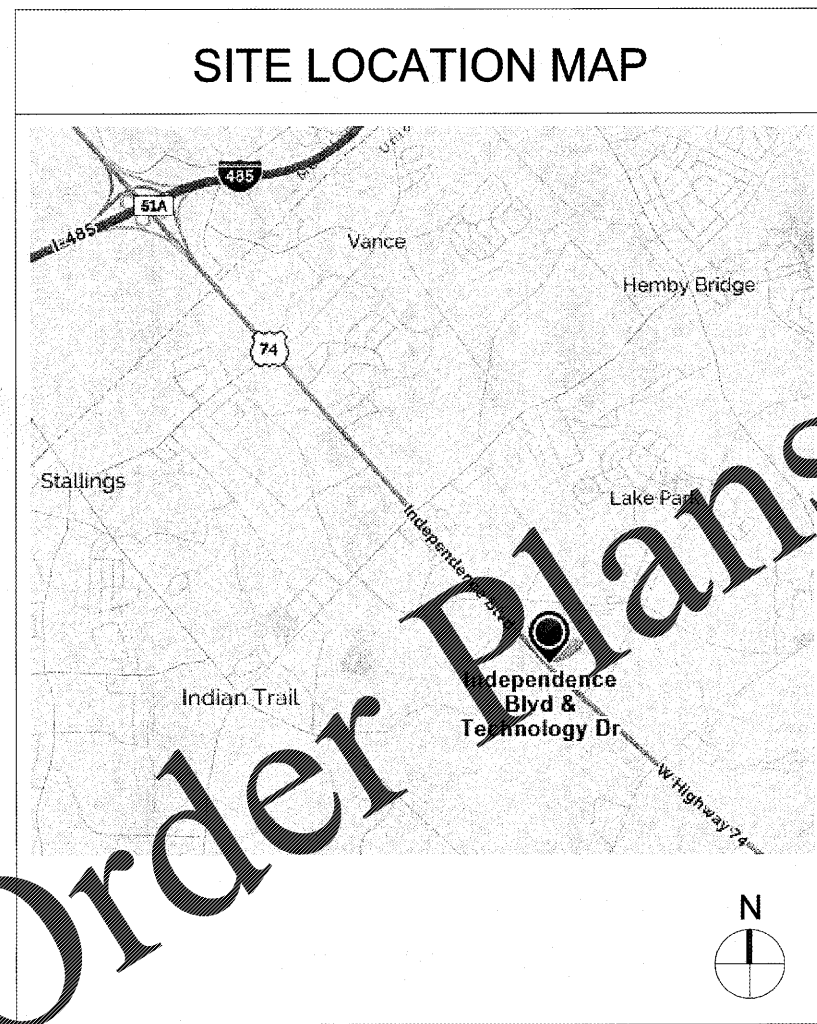 SITE LOCATION MAP
485
51A
I-485
Vance
Hemby Bridge
74
Stallings
Lake Park
Independence Blvd
Independence
Blvd &
Technology Dr
Indian Trail
W Highway 74
Order Plans
N